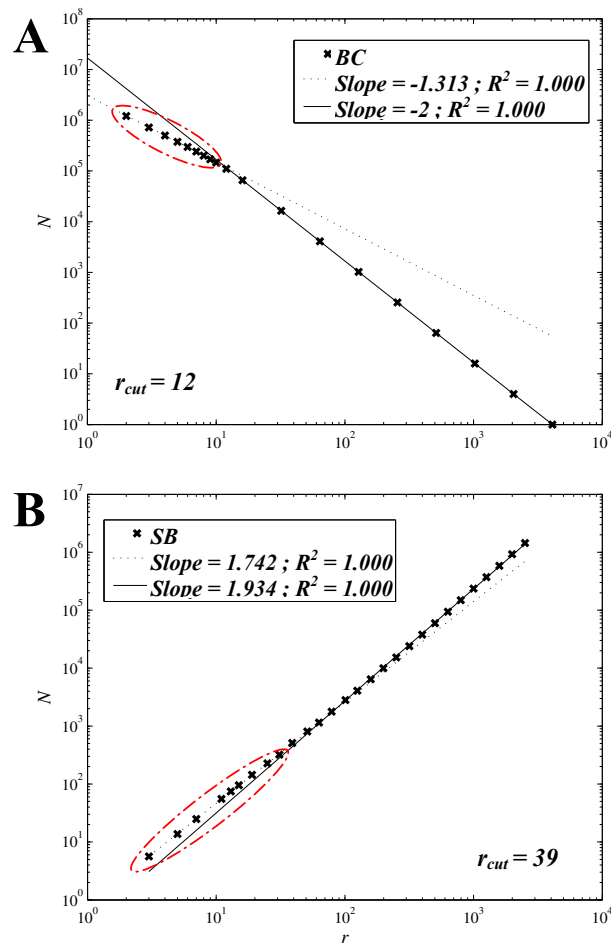 A
10^8
10^7
10^6
10^5
10^4
10^3
10^2
10^1
10^0
N
BC
Slope = -1.313 ; R^2 = 1.000
Slope = -2 ; R^2 = 1.000
r_cut = 12
10^0 10^1 10^2 10^3 10^4
B
10^7
10^6
10^5
10^4
10^3
10^2
10^1
10^0
N
SB
Slope = 1.742 ; R^2 = 1.000
Slope = 1.934 ; R^2 = 1.000
r_cut = 39
10^0 10^1 10^2 10^3 10^4
r